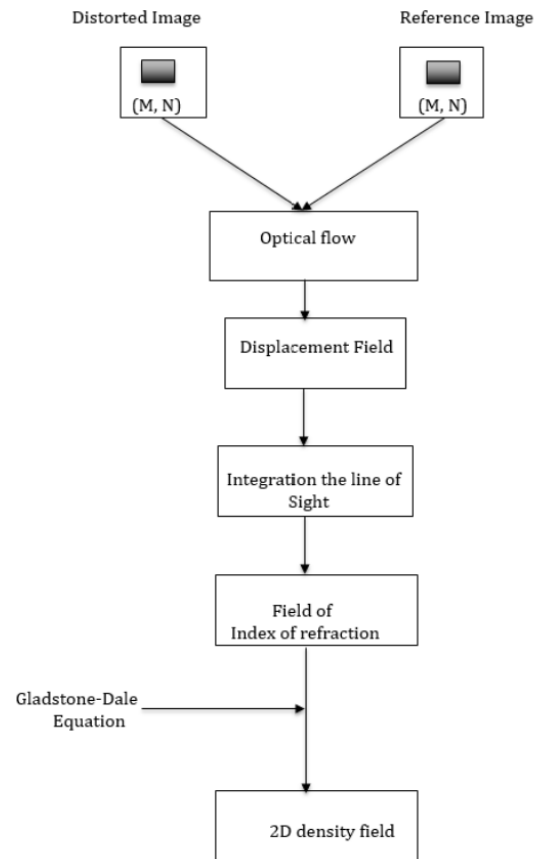 Distorted Image
Reference Image
(M, N)
(M, N)
Optical flow
Displacement Field
Integration the line of
Sight
Field of
Index of refraction
Gladstone-Dale
Equation
2D density field